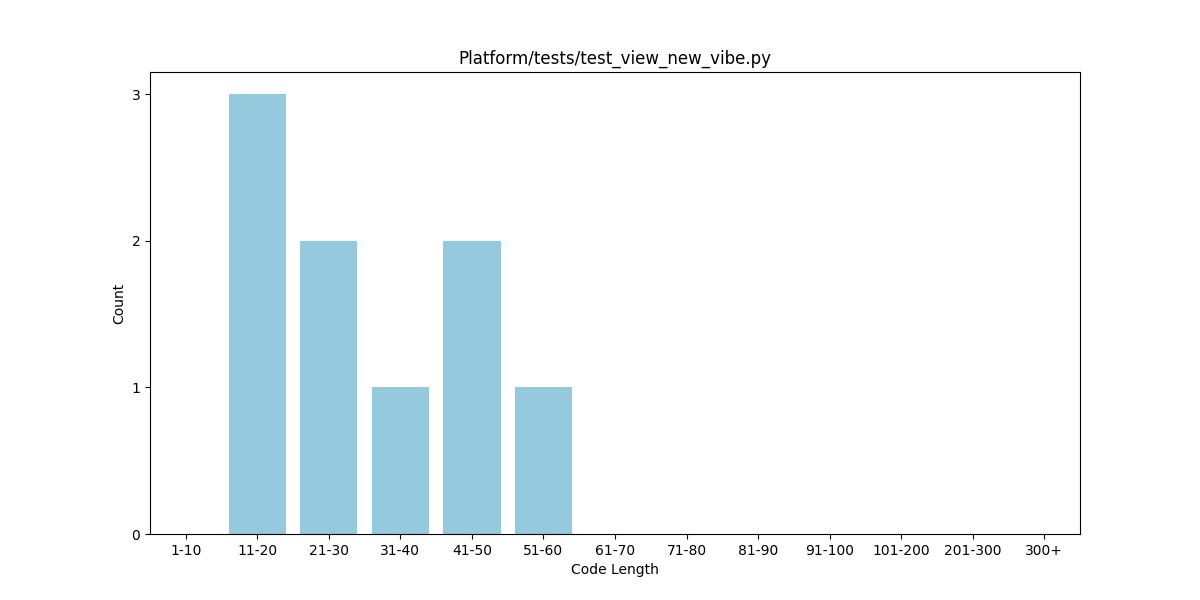 Platform/tests/test_view_new_vibe.py
3
2
1
0
Count
1-10 11-20 21-30 31-40 41-50 51-60 61-70 71-80 81-90 91-100 101-200 201-300 300+
Code Length